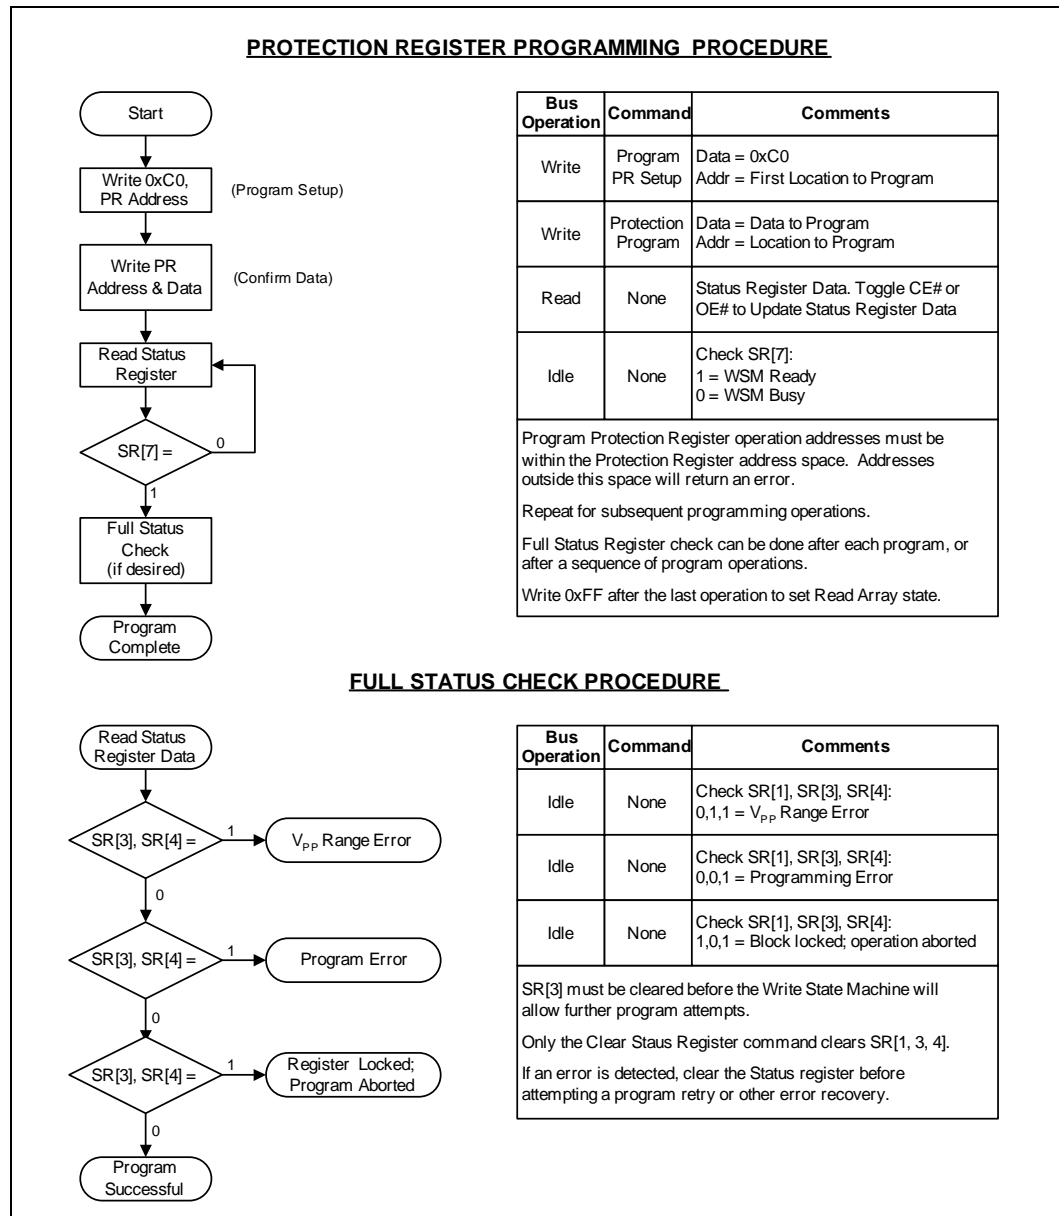 PROTECTION REGISTER PROGRAMMING PROCEDURE
Start
Write 0xC0,
PR Address
(Program Setup)
Write PR
Address & Data
(Confirm Data)
Read Status
Register
SR[7] =
0
1
Full Status
Check
(if desired)
Program
Complete
Bus
Operation
Command
Comments
Write
Program
PR Setup
Data = 0xC0
Addr = First Location to Program
Write
Protection
Program
Data = Data to Program
Addr = Location to Program
Read
None
Status Register Data. Toggle CE# or
OE# to Update Status Register Data
Idle
None
Check SR[7]:
1 = WSM Ready
0 = WSM Busy
Program Protection Register operation addresses must be
within the Protection Register address space. Addresses
outside this space will return an error.
Repeat for subsequent programming operations.
Full Status Register check can be done after each program, or
after a sequence of program operations.
Write 0xFF after the last operation to set Read Array state.
FULL STATUS CHECK PROCEDURE
Read Status
Register Data
SR[3], SR[4] =
1
VPP Range Error
0
SR[3], SR[4] =
1
Program Error
0
SR[3], SR[4] =
1
Register Locked;
Program Aborted
0
Program
Successful
Bus
Operation
Command
Comments
Idle
None
Check SR[1], SR[3], SR[4]:
0,1,1 = VPP Range Error
Idle
None
Check SR[1], SR[3], SR[4]:
0,0,1 = Programming Error
Idle
None
Check SR[1], SR[3], SR[4]:
1,0,1 = Block locked; operation aborted
SR[3] must be cleared before the Write State Machine will
allow further program attempts.
Only the Clear Staus Register command clears SR[1, 3, 4].
If an error is detected, clear the Status register before
attempting a program retry or other error recovery.